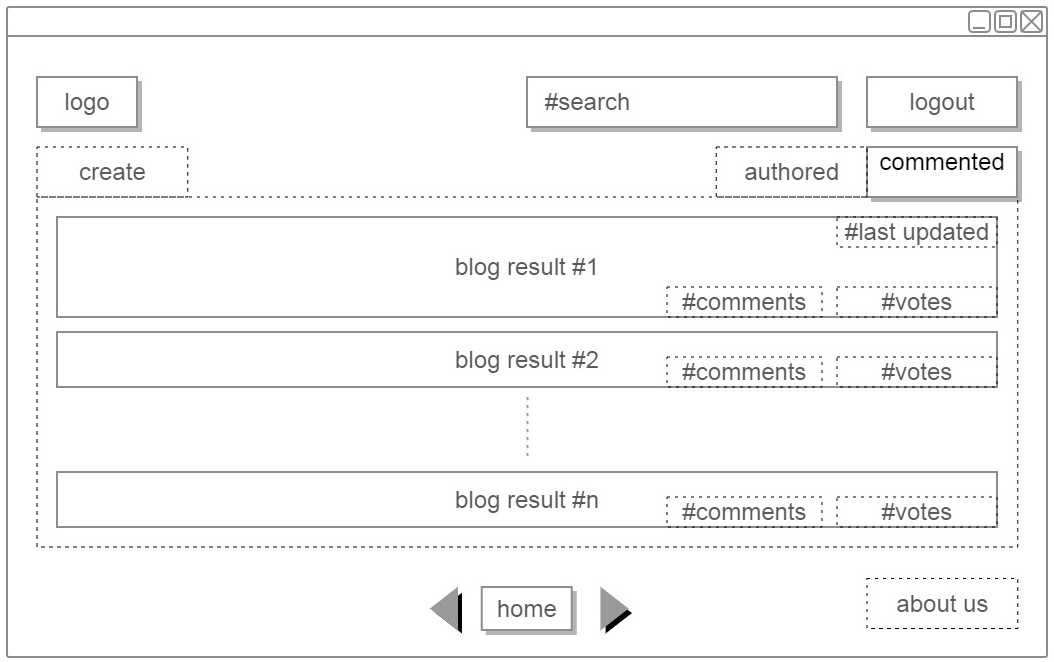 logo
#search
logout
create
authored
commented
#last updated
blog result #1
#comments
#votes
blog result #2
#comments
#votes
blog result #n
#comments
#votes
home
about us